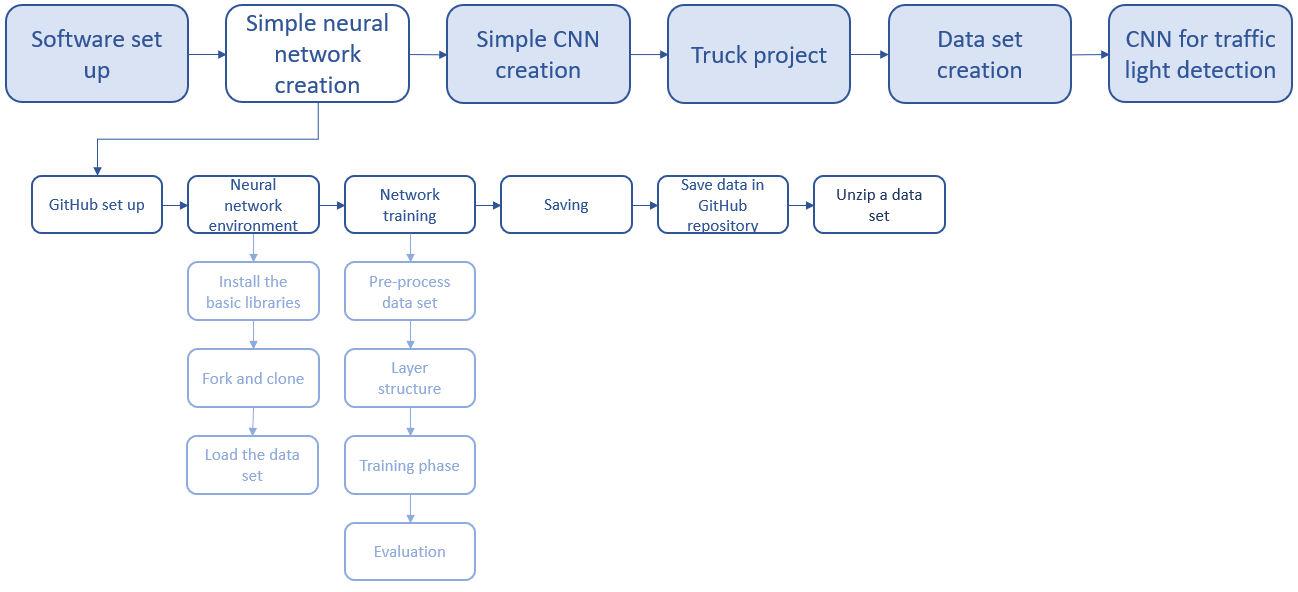 Software set
up
Simple neural
network
creation
Simple CNN
creation
Truck project
Data set
creation
CNN for traffic
light detection
GitHub set up
Neural
network
environment
Network
training
Saving
Save data in
GitHub
repository
Unzip a data
set
Install the
basic libraries
Pre-process
data set
Fork and clone
Layer
structure
Load the data
set
Training phase
Evaluation